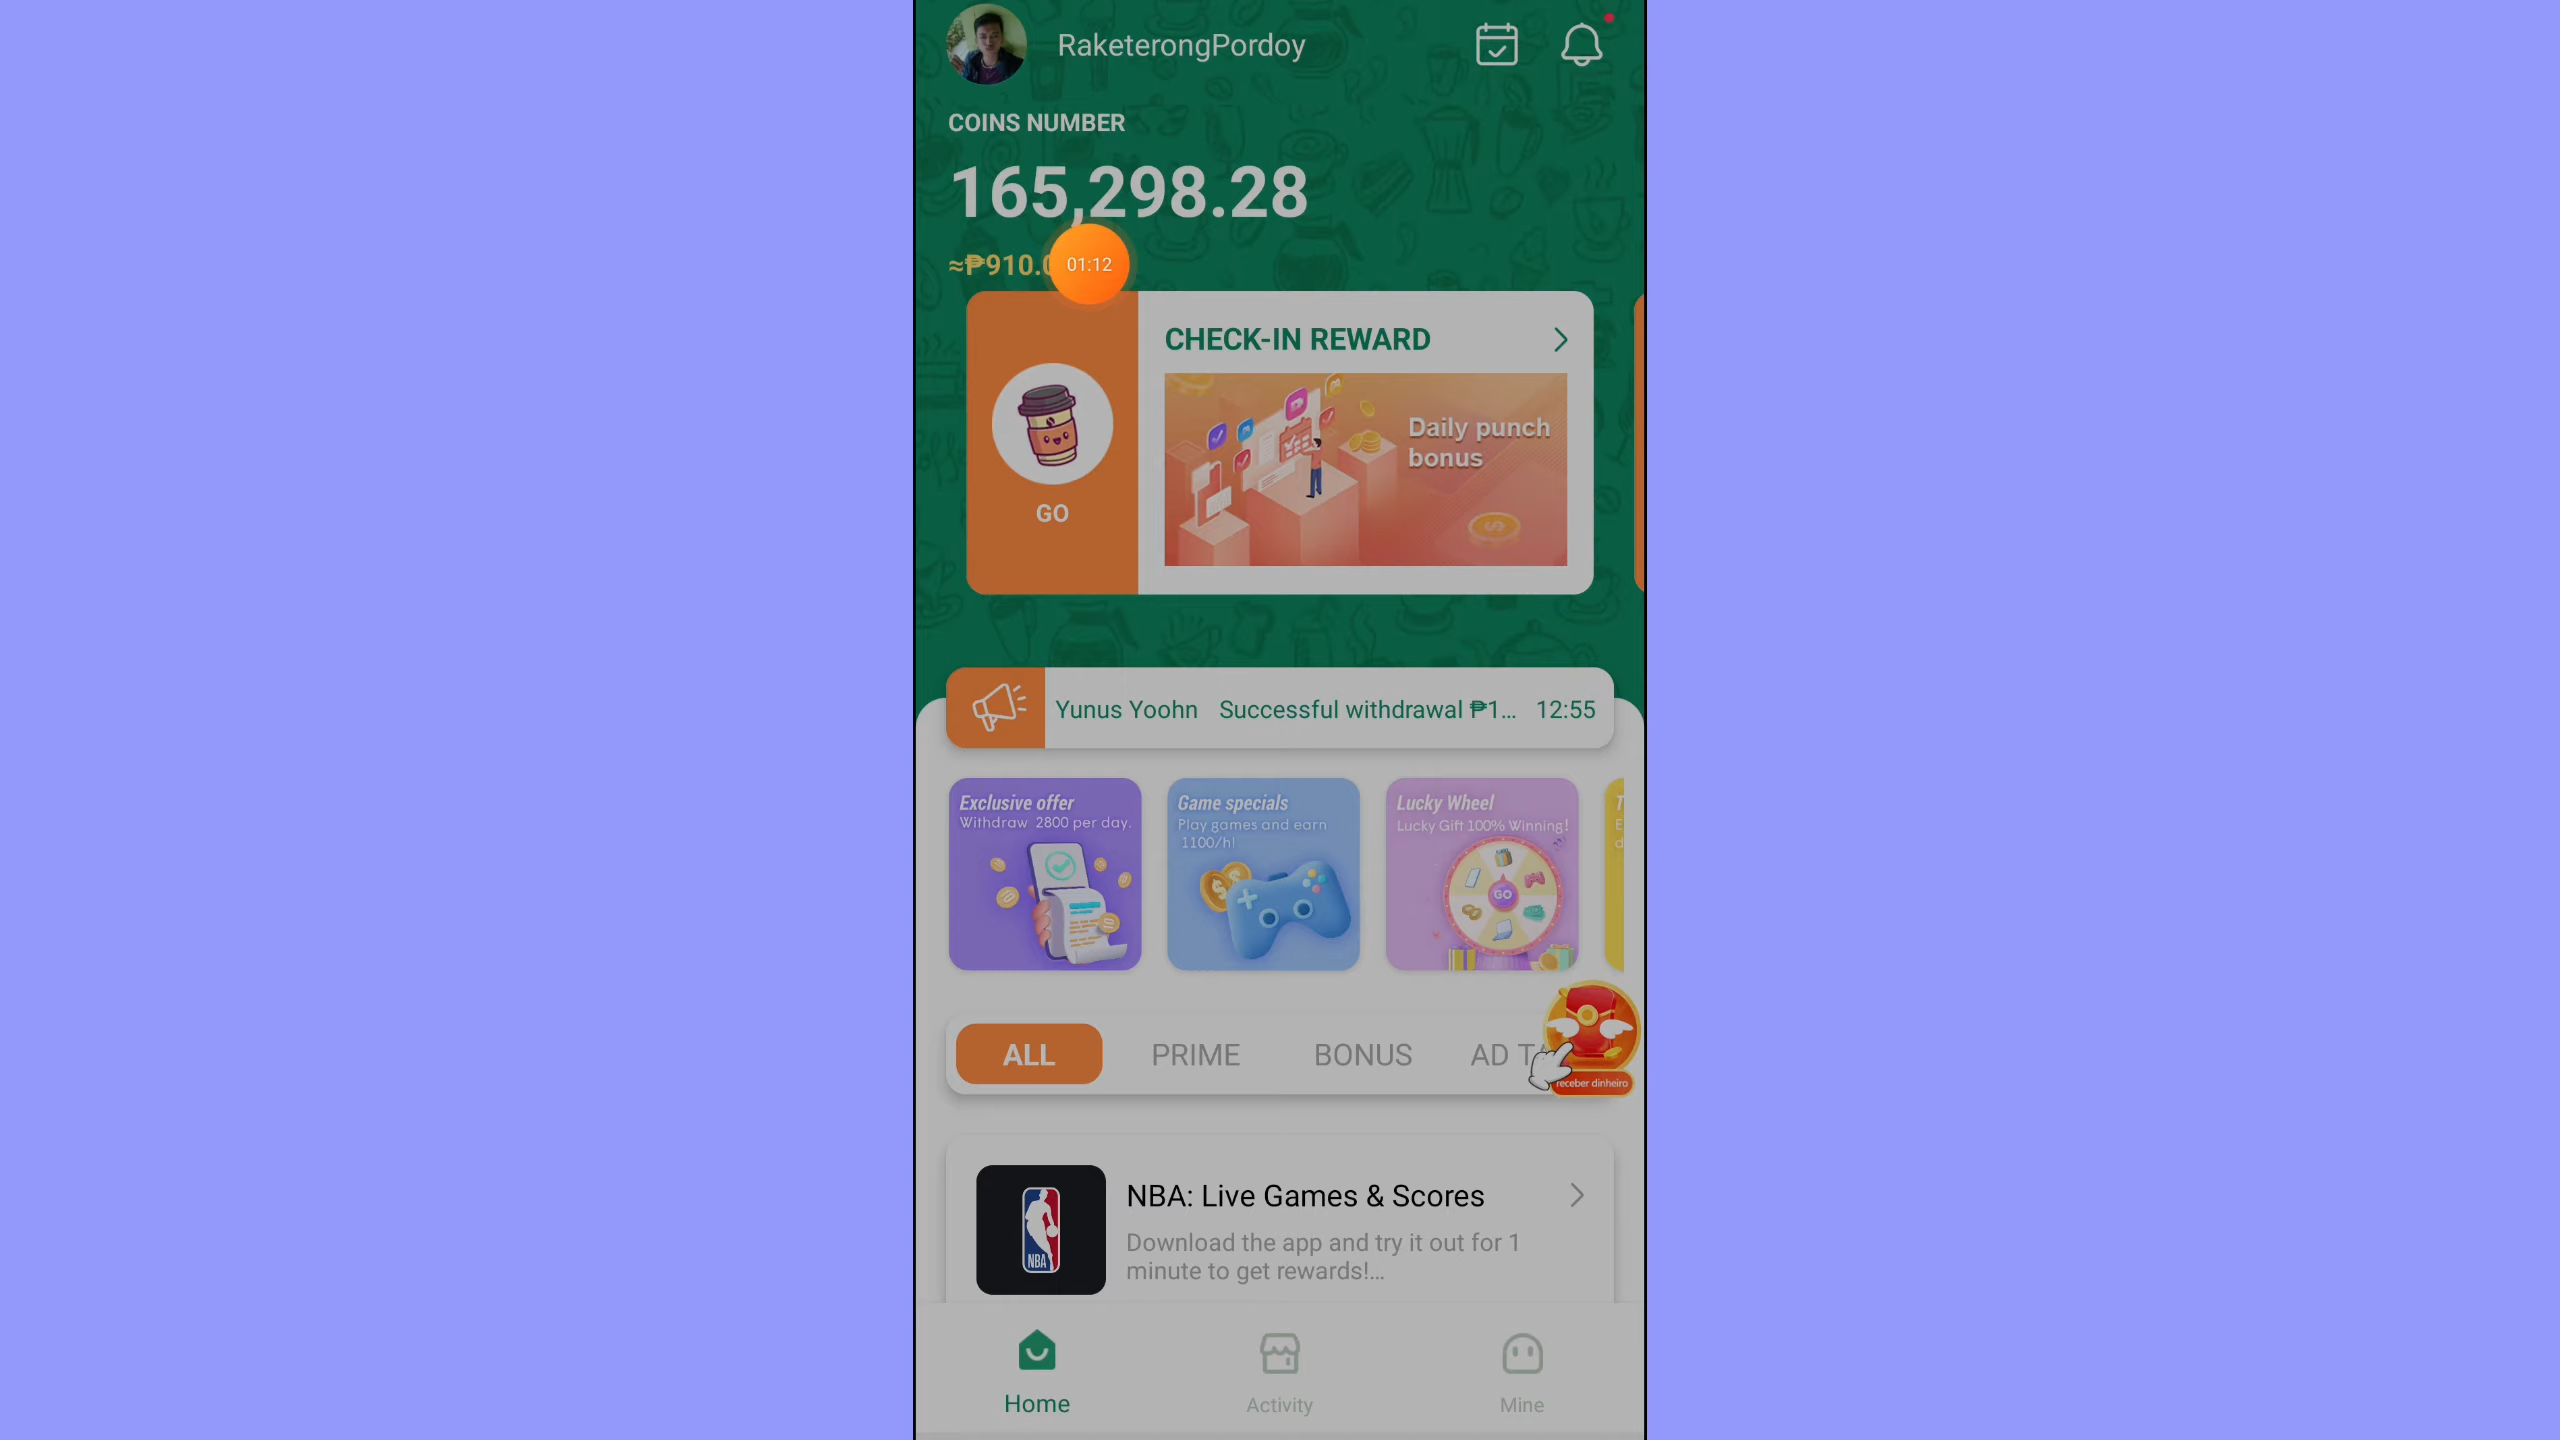 RaketerongPordoy
COINS NUMBER
165,298.28
≈₱910.0
01:12
CHECK-IN REWARD
Daily punch
bonus
GO
Yunus Yoohn Successful withdrawal ₱1... 12:55
Exclusive offer
Withdraw 2800 per day.
Game specials
Play games and earn
1100/h!
Lucky Wheel
Lucky Gift 100% Winning!
GO
ALL PRIME BONUS AD
receber dinheiro
NBA: Live Games & Scores
Download the app and try it out for 1
minute to get rewards!...
NBA
Home Activity Mine